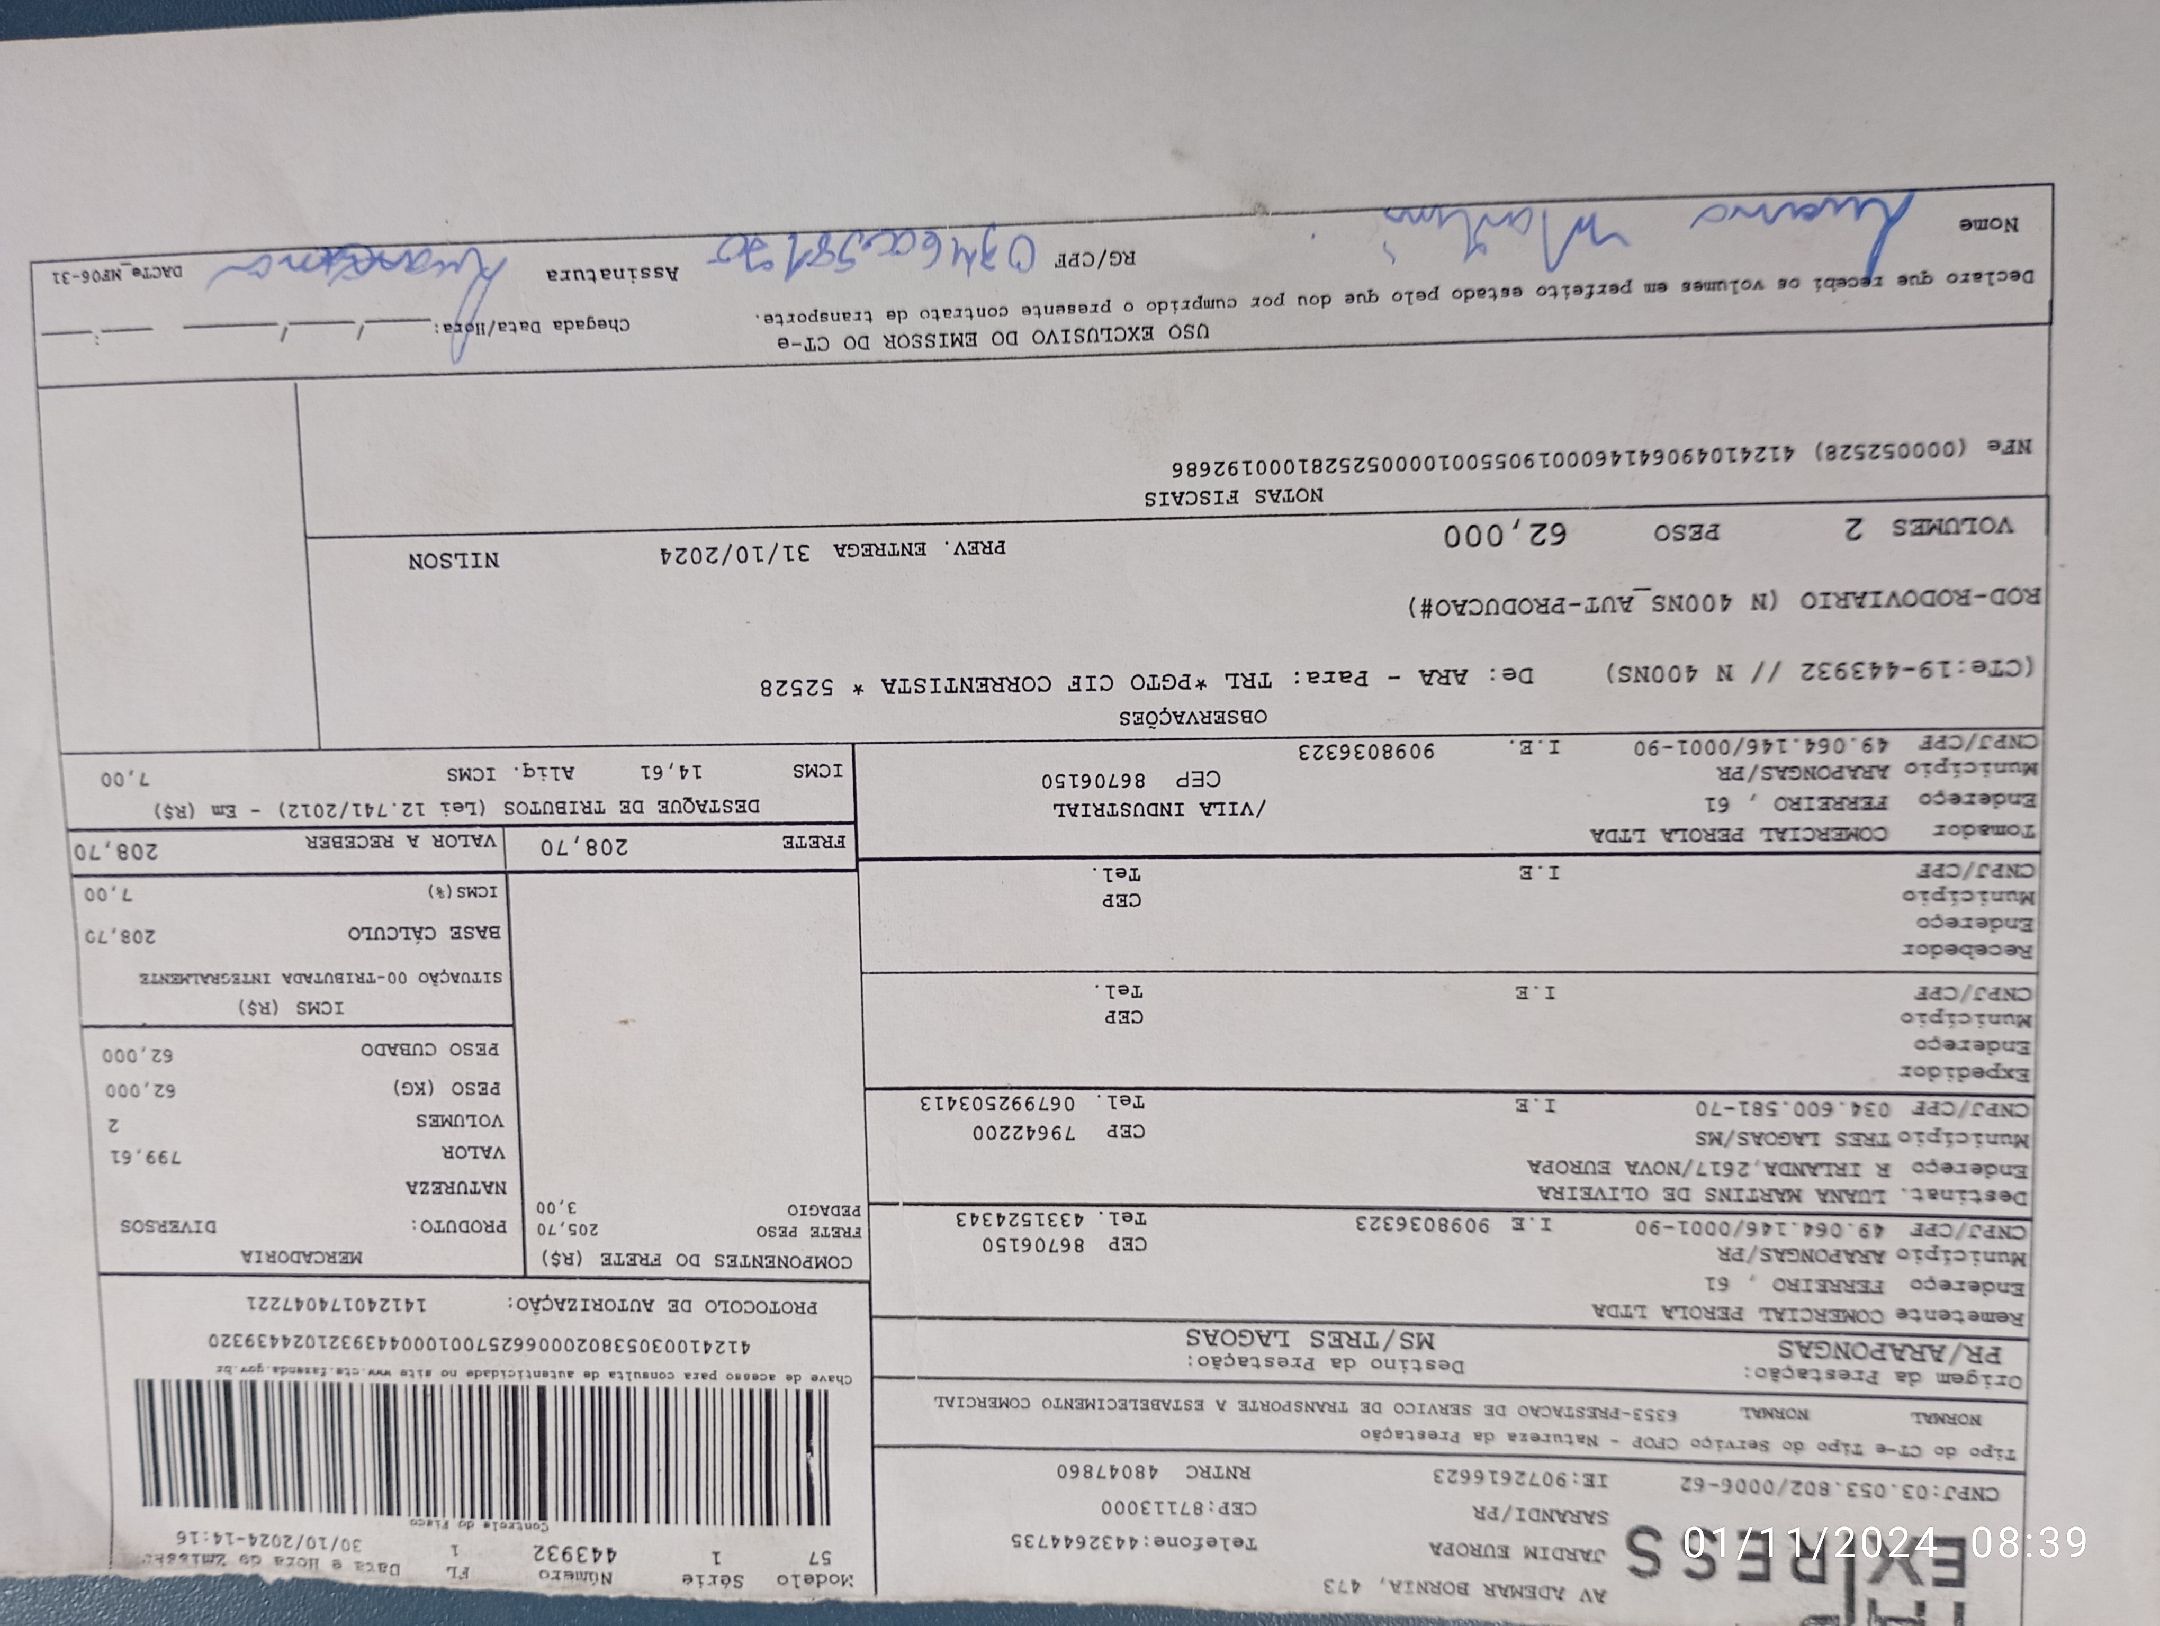 EXPRESS
AV ADEMAR BORNIA, 473
JARDIM EUROPA
SARANDI/PR
Telefone:4432644735
CEP:87113000
CNPJ:03.053.802/0006-62 IE:9072616623 RNTRC 48047860
Modelo Série Número FL Data e Hora de Emissão:
57 1 443932 1 30/10/2024-14:16
Controle do Fisco
Tipo do CT-e Tipo do Serviço CFOP - Natureza da Prestação
NORMAL NORMAL 6353-PRESTACAO DE SERVICO DE TRANSPORTE A ESTABELECIMENTO COMERCIAL
Chave de acesso para consulta de autenticidade no site www.cte.fazenda.gov.br
41241003053802000662570010004439321024439320
PROTOCOLO DE AUTORIZAÇÃO: 141240174047221
Origem da Prestação: Destino da Prestação:
PR/ARAPONGAS MS/TRES LAGOAS
Remetente COMERCIAL PEROLA LTDA
Endereço FERREIRO , 61
Município ARAPONGAS/PR CEP 86706150
CNPJ/CPF 49.064.146/0001-90 I.E 9098036323 Tel. 4331524343
Destinat. LUANA MARTINS DE OLIVEIRA
Endereço R IRLANDA,2617/NOVA EUROPA
Município TRES LAGOAS/MS CEP 79642200
CNPJ/CPF 034.600.581-70 I.E Tel. 067992503413
Expedidor
Endereço
Município CEP
CNPJ/CPF I.E Tel.
Recebedor
Endereço
Município CEP
CNPJ/CPF I.E Tel.
Tomador COMERCIAL PEROLA LTDA
Endereço FERREIRO , 61 /VILA INDUSTRIAL
Município ARAPONGAS/PR CEP 86706150
CNPJ/CPF 49.064.146/0001-90 I.E. 9098036323
COMPONENTES DO FRETE (R$)
FRETE PESO 205,70
PEDAGIO 3,00
MERCADORIA
PRODUTO: DIVERSOS
NATUREZA
VALOR 799,61
VOLUMES 2
PESO (KG) 62,000
PESO CUBADO 62,000
ICMS (R$)
SITUAÇÃO 00-TRIBUTADA INTEGRALMENTE
BASE CÁLCULO 208,70
ICMS(%) 7,00
FRETE 208,70 VALOR A RECEBER 208,70
DESTAQUE DE TRIBUTOS (Lei 12.741/2012) - Em (R$)
ICMS 14,61 Aliq. ICMS 7,00
OBSERVAÇÕES
(CTe:19-443932 // N 400NS) De: ARA - Para: TRL *PGTO CIF CORRENTISTA * 52528
ROD-RODOVIARIO (N 400NS_AUT-PRODUCAO#)
VOLUMES 2 PESO 62,000 PREV. ENTREGA 31/10/2024 NILSON
NOTAS FISCAIS
NFe (000052528) 41241049064146000190550010000525281000192686
USO EXCLUSIVO DO EMISSOR DO CT-e
Declaro que recebi os volumes em perfeito estado pelo que dou por cumprido o presente contrato de transporte.
Chegada Data/Hora: ____/____/____ ___:___
Nome RG/CPF Assinatura
DACTe_MF06-31
01/11/2024 08:39